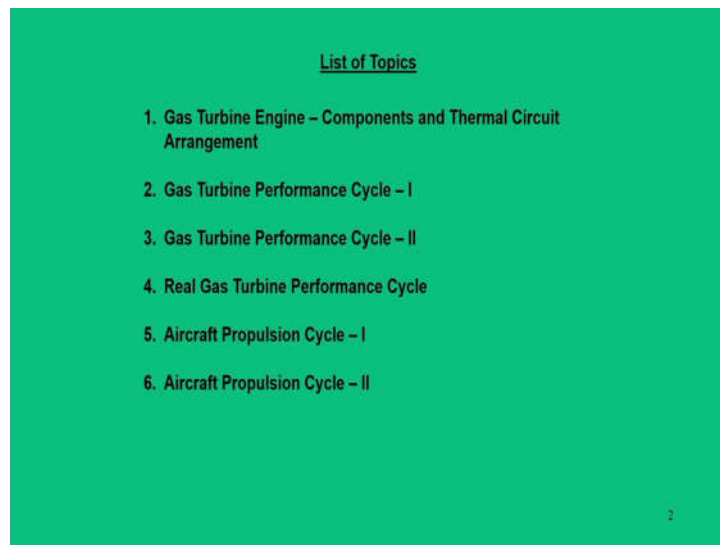 List of Topics
1. Gas Turbine Engine – Components and Thermal Circuit
Arrangement
2. Gas Turbine Performance Cycle – I
3. Gas Turbine Performance Cycle – II
4. Real Gas Turbine Performance Cycle
5. Aircraft Propulsion Cycle – I
6. Aircraft Propulsion Cycle – II
2